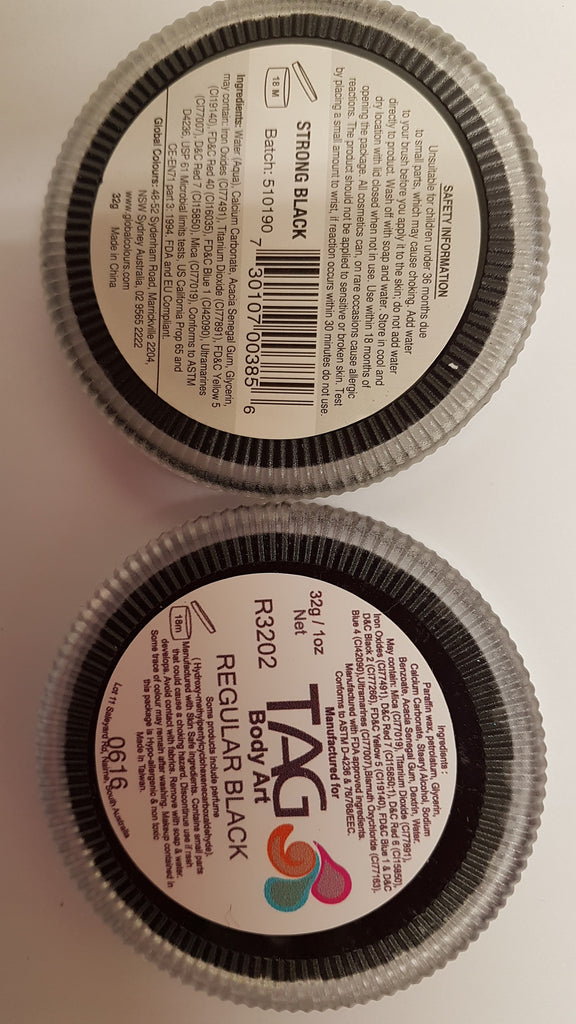 SAFETY INFORMATION
Unsuitable for children under 36 months due
to small parts, which may cause choking. Add water
to your brush before you apply it to the skin; do not add water
directly to product. Wash off with soap and water. Store in cool and
dry location with lid closed when not in use. Use within 18 months of
opening the package. All cosmetics can, on rare occasions cause allergic
reactions. The product should not be applied to sensitive or broken skin. Test
by placing a small amount to wrist, if reaction occurs within 30 minutes do not use.
STRONG BLACK
18 M
Batch: 510190
7 30107 00385 6
Ingredients: Water (Aqua), Calcium Carbonate, Acacia Senegal Gum, Glycerin,
may contain: Iron Oxides (CI77491), Titanium Dioxide (CI77891), FD&C Yellow 5
(CI19140), FD&C Red 40 (CI16035), FD&C Blue 1 (CI42090), Ultramarines
(CI77007), D&C Red 7 (CI15850), Mica (CI77019), Conforms to ASTM
D4236, USP 61 Microbial limits tests, US California Prop 65 and
CE-EN71 part 3: 1994, FDA and EU Compliant.
Global Colours: 48-52 Sydenham Road, Marrickville 2204,
NSW Sydney Australia, 02 9565 2222
www.globalcolours.com
32g Made in China
Ingredients :
Paraffin wax, petrolatum, Glycerin,
Calcium Carbonate, Stearyl Alcohol, Sodium
Benzoate, Acacia Senegal Gum, Dextrin, Water.
May contain: Mica (CI77019), Titanium Dioxide (CI77891),
Iron Oxides (CI77491), D&C Red 7 (CI15850:1), D&C Red 6 (CI15850),
D&C Black 2 (CI77266), FD&C Yellow 5 (CI19140), FD&C Blue 1 & D&C
Blue 4 (CI42090),Ultramarines (CI77007),Bismuth Oxychloride (CI77163).
Manufactured with FDA approved ingredients.
Conforms to ASTM D-4236 & 76/768/EEC.
Manufactured for
32g / 1oz
Net
TAG
Body Art
R3202
REGULAR BLACK
18m
Some products include perfume
( Hydroxy-methylpentylcyclohexenecarboxaldehyde).
Manufactured with Skin Safe ingredients. Contains small parts
that could cause a choking hazard. Discontinue use if rash
develops. Avoid contact with fabrics. Remove with soap & water.
Some trace of colour may remain after washing. Makeup contained in
this package is Hypo-allergenic & non toxic
Made in Taiwan.
0616
Lot 11 Saleyard Rd, Nairne, South Australia